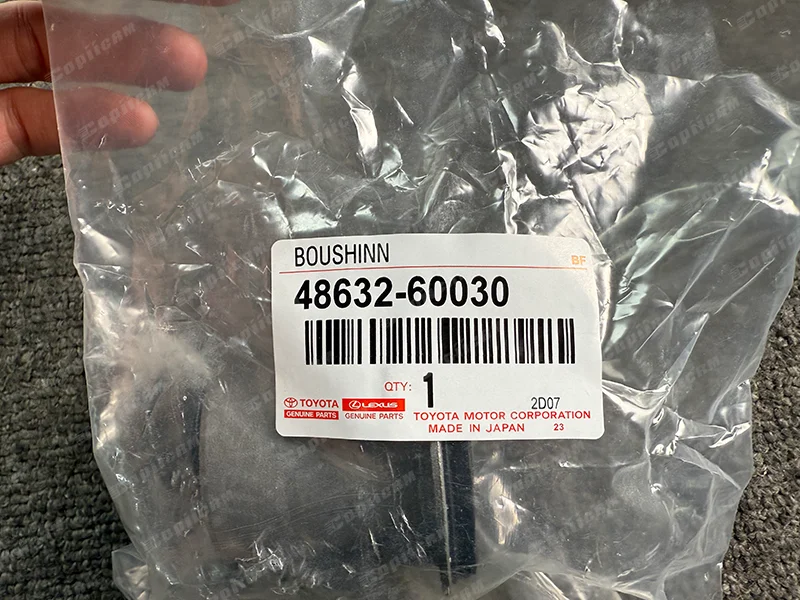 BOUSHINN
BF
48632-60030
QTY: 1
2D07
TOYOTA LEXUS
GENUINE PARTS GENUINE PARTS
TOYOTA MOTOR CORPORATION
MADE IN JAPAN 23
Capiicam